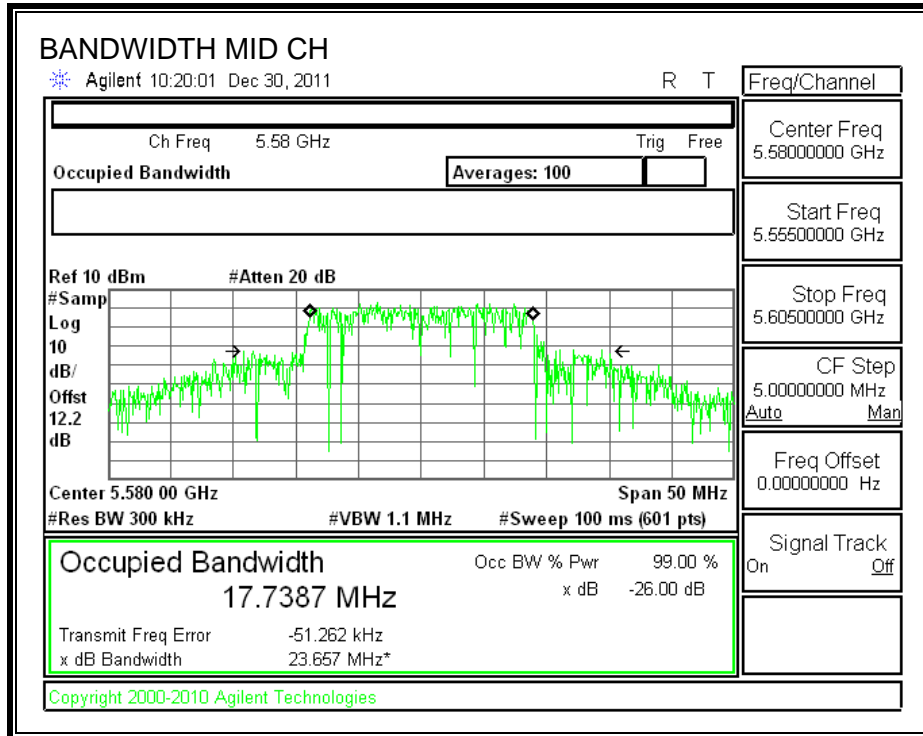 BANDWIDTH MID CH
Agilent 10:20:01 Dec 30, 2011 R T
Ch Freq 5.58 GHz Trig Free
Occupied Bandwidth Averages: 100
Ref 10 dBm #Atten 20 dB
#Samp
Log
10
dB/
Offst
12.2
dB
Center 5.580 00 GHz Span 50 MHz
#Res BW 300 kHz #VBW 1.1 MHz #Sweep 100 ms (601 pts)
Occupied Bandwidth Occ BW % Pwr 99.00 %
17.7387 MHz x dB -26.00 dB
Transmit Freq Error -51.262 kHz
x dB Bandwidth 23.657 MHz*
Copyright 2000-2010 Agilent Technologies
Freq/Channel
Center Freq
5.58000000 GHz
Start Freq
5.55500000 GHz
Stop Freq
5.60500000 GHz
CF Step
5.00000000 MHz
Auto Man
Freq Offset
0.00000000 Hz
Signal Track
On Off